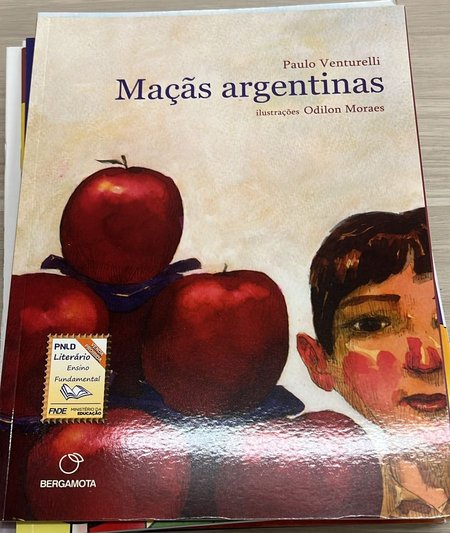 Paulo Venturelli
Maçãs argentinas
ilustrações Odilon Moraes
PNLD
Literário
Ensino
Fundamental
FNDE MINISTÉRIO DA
EDUCAÇÃO
BERGAMOTA